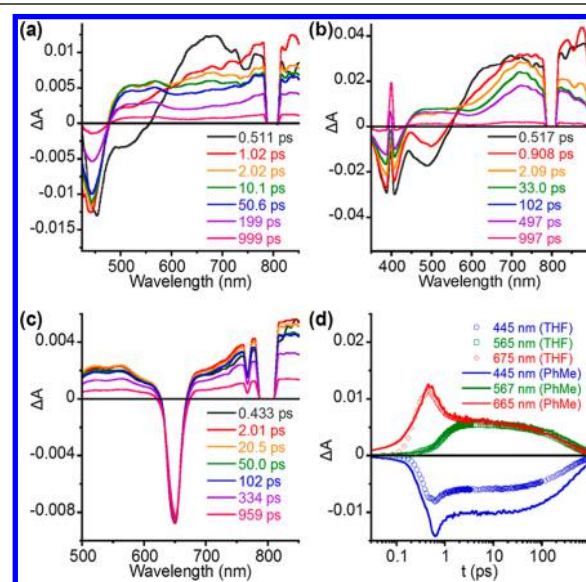 (a)
0.010
0.005
0.000
-0.005
-0.010
-0.015
ΔA
0.511 ps
1.02 ps
2.02 ps
10.1 ps
50.6 ps
199 ps
999 ps
500 600 700 800
Wavelength (nm)
(b)
0.04
0.02
0.00
-0.02
-0.04
ΔA
0.517 ps
0.908 ps
2.09 ps
33.0 ps
102 ps
497 ps
997 ps
400 500 600 700 800
Wavelength (nm)
(c)
0.004
0.000
-0.004
-0.008
ΔA
0.433 ps
2.01 ps
20.5 ps
50.0 ps
102 ps
334 ps
959 ps
500 600 700 800
Wavelength (nm)
(d)
0.02
0.01
0.00
-0.01
ΔA
445 nm (THF)
565 nm (THF)
675 nm (THF)
445 nm (PhMe)
567 nm (PhMe)
665 nm (PhMe)
0.1 1 10 100
t (ps)